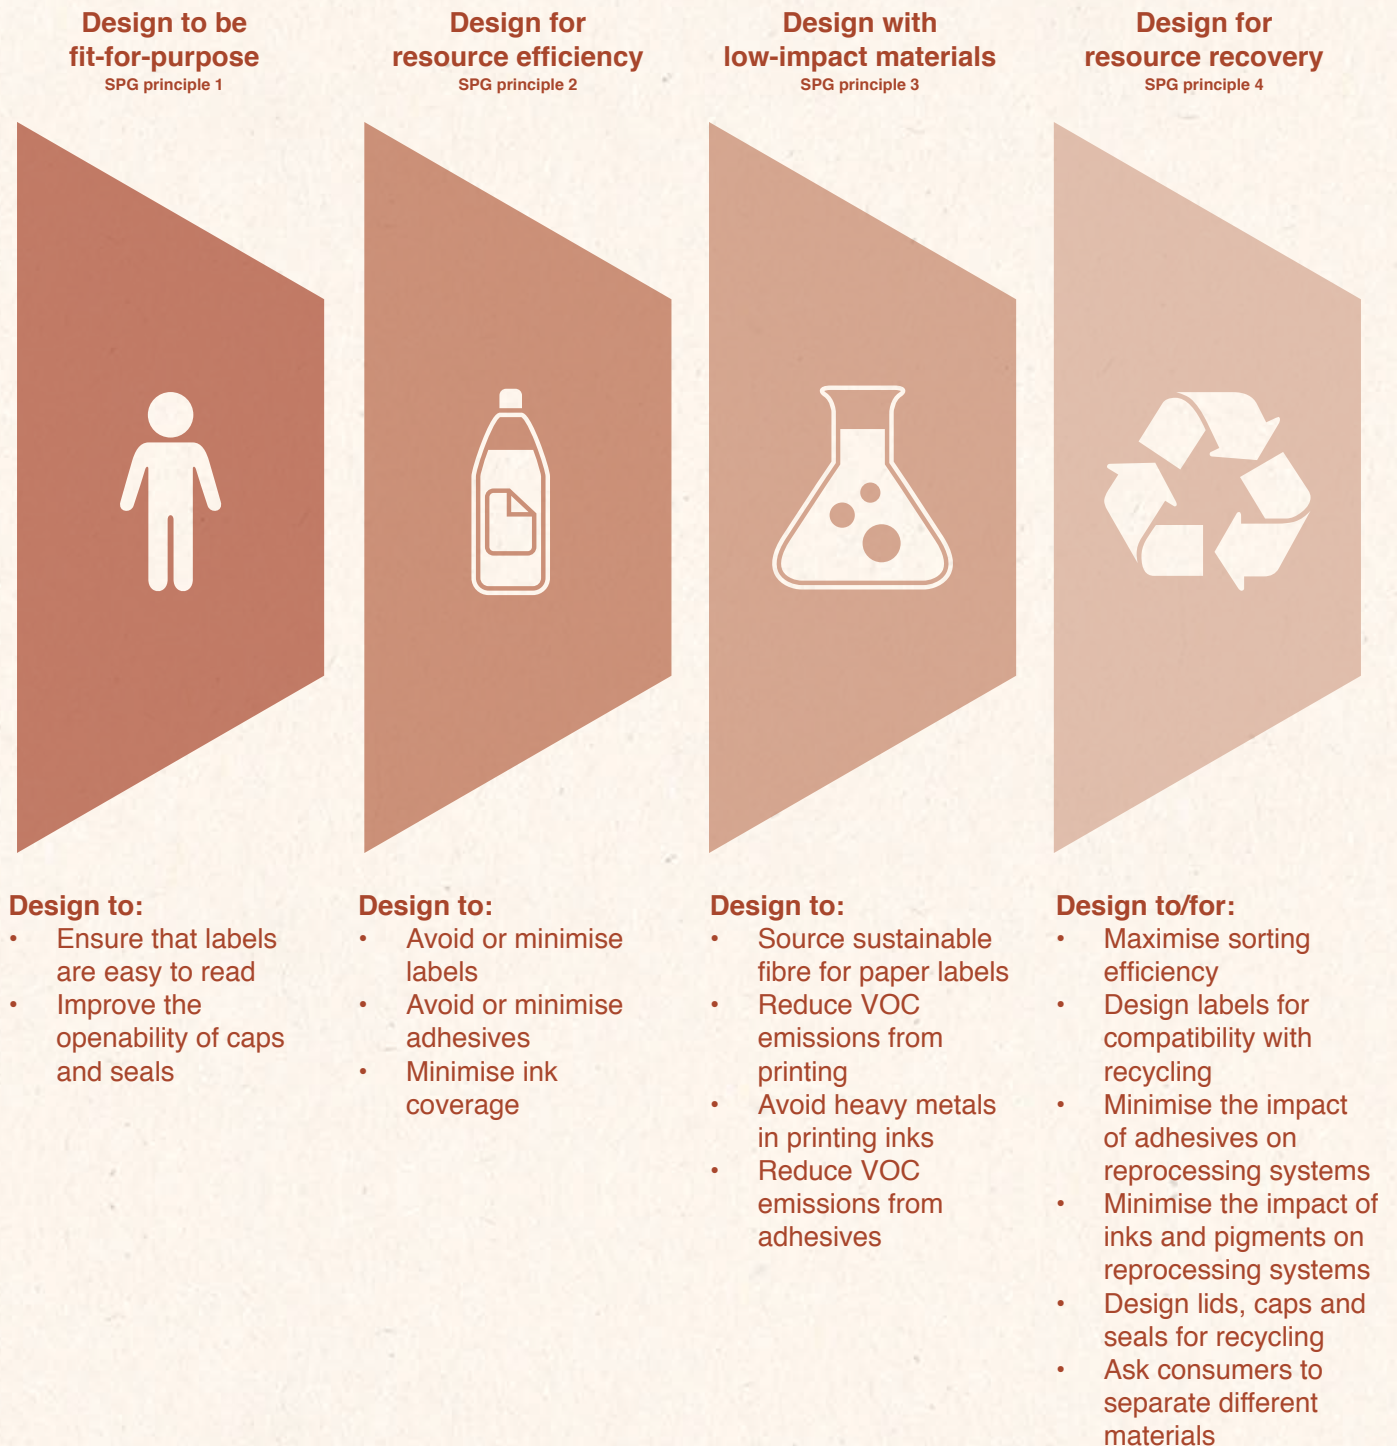 Design to be
fit-for-purpose
SPG principle 1
Design for
resource efficiency
SPG principle 2
Design with
low-impact materials
SPG principle 3
Design for
resource recovery
SPG principle 4
Design to:
• Ensure that labels
are easy to read
• Improve the
openability of caps
and seals
Design to:
• Avoid or minimise
labels
• Avoid or minimise
adhesives
• Minimise ink
coverage
Design to:
• Source sustainable
fibre for paper labels
• Reduce VOC
emissions from
printing
• Avoid heavy metals
in printing inks
• Reduce VOC
emissions from
adhesives
Design to/for:
• Maximise sorting
efficiency
• Design labels for
compatibility with
recycling
• Minimise the impact
of adhesives on
reprocessing systems
• Minimise the impact of
inks and pigments on
reprocessing systems
• Design lids, caps and
seals for recycling
• Ask consumers to
separate different
materials